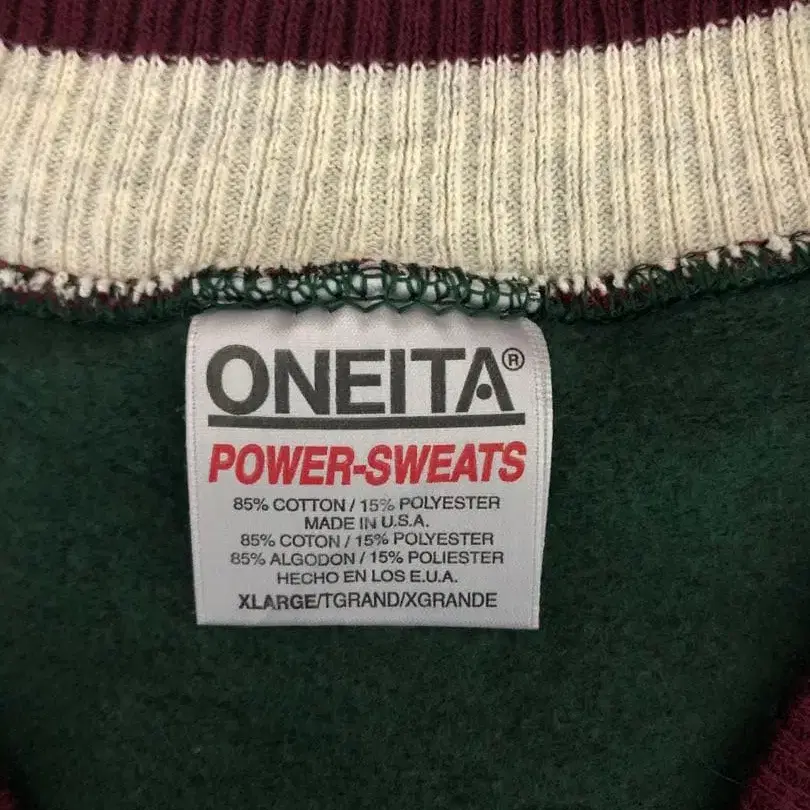 ONEITA®
POWER-SWEATS
85% COTTON / 15% POLYESTER
MADE IN U.S.A.
85% COTON / 15% POLYESTER
85% ALGODON / 15% POLIESTER
HECHO EN LOS E.U.A.
XLARGE/TGRAND/XGRANDE